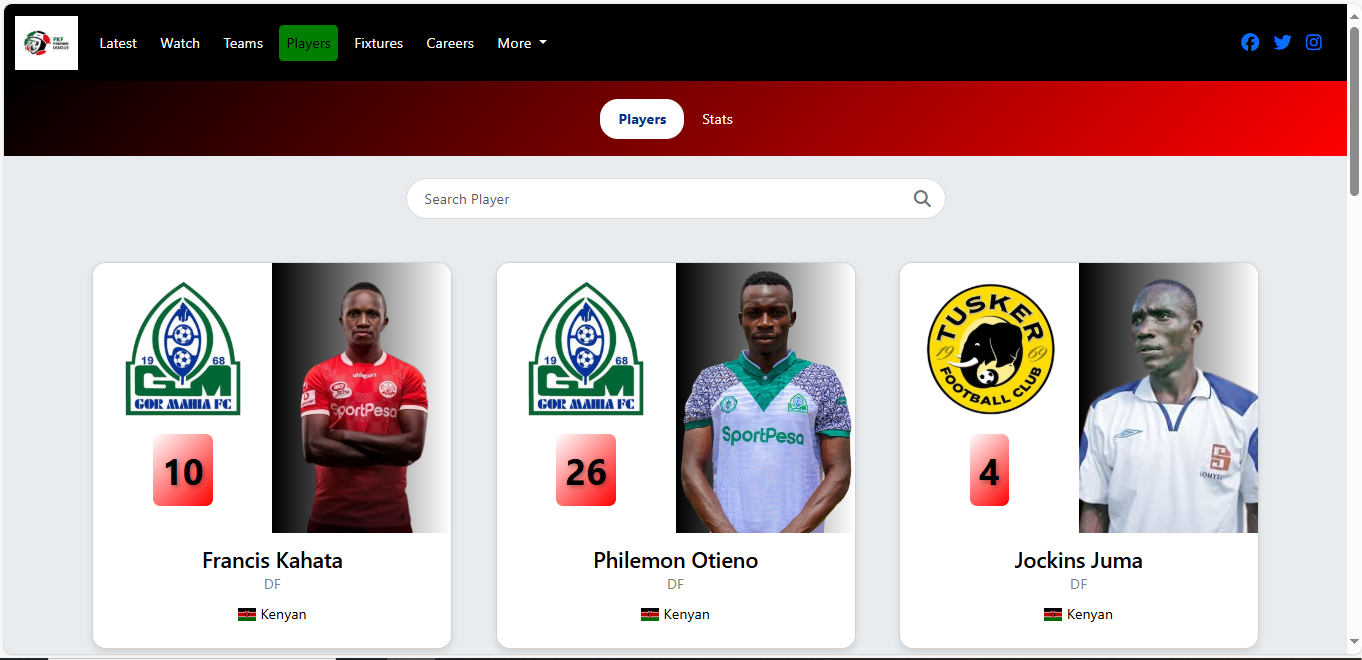 FKF
PREMIER
LEAGUE
Latest
Watch
Teams
Players
Fixtures
Careers
More
Players
Stats
Search Player
19 68
GM
GOR MAHIA FC
10
uhlsport
SportPesa
Francis Kahata
DF
Kenyan
19 68
GM
GOR MAHIA FC
26
SportPesa
Philemon Otieno
DF
Kenyan
TUSKER
19 69
FOOTBALL CLUB
4
Jockins Juma
DF
Kenyan